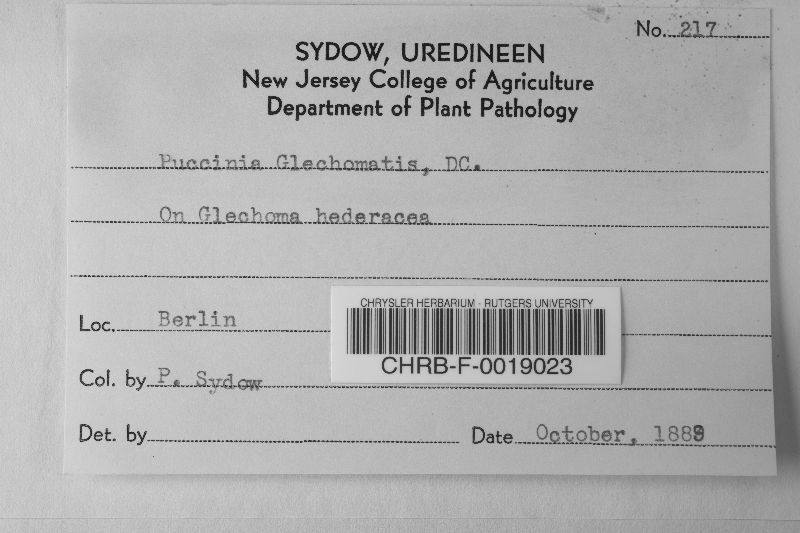 No. 217
SYDOW, UREDINEEN
New Jersey College of Agriculture
Department of Plant Pathology
Puccinia Glechomatis, DC.
On Glechoma hederacea
Loc. Berlin
CHRYSLER HERBARIUM - RUTGERS UNIVERSITY
CHRB-F-0019023
Col. by P. Sydow
Det. by
Date October, 1889